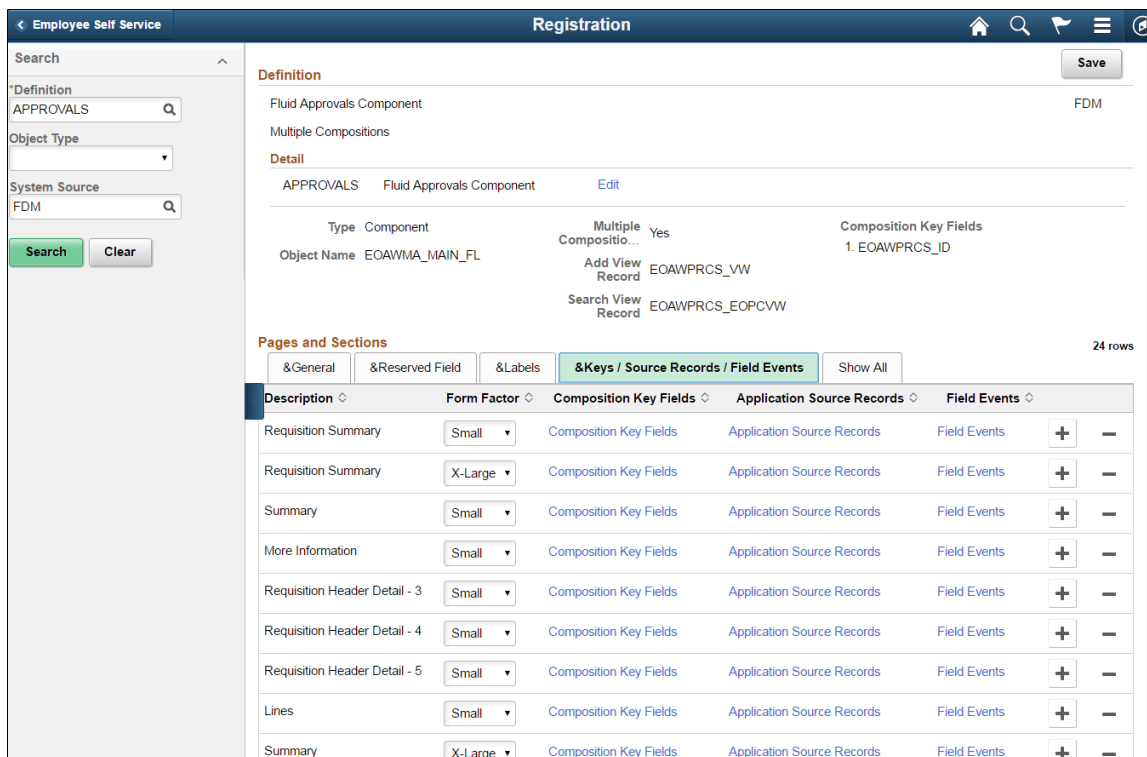 Employee Self Service
Registration
Search
*Definition
APPROVALS
Object Type
System Source
FDM
Search Clear
Save
Definition
Fluid Approvals Component FDM
Multiple Compositions
Detail
APPROVALS Fluid Approvals Component Edit
Type Component
Object Name EOAWMA_MAIN_FL
Multiple
Compositio... Yes
Add View
Record EOAWPRCS_VW
Search View
Record EOAWPRCS_EOPCVW
Composition Key Fields
1. EOAWPRCS_ID
Pages and Sections 24 rows
&General &Reserved Field &Labels &Keys / Source Records / Field Events Show All
Description Form Factor Composition Key Fields Application Source Records Field Events
Requisition Summary Small Composition Key Fields Application Source Records Field Events + −
Requisition Summary X-Large Composition Key Fields Application Source Records Field Events + −
Summary Small Composition Key Fields Application Source Records Field Events + −
More Information Small Composition Key Fields Application Source Records Field Events + −
Requisition Header Detail - 3 Small Composition Key Fields Application Source Records Field Events + −
Requisition Header Detail - 4 Small Composition Key Fields Application Source Records Field Events + −
Requisition Header Detail - 5 Small Composition Key Fields Application Source Records Field Events + −
Lines Small Composition Key Fields Application Source Records Field Events + −
Summary X-Large Composition Key Fields Application Source Records Field Events + −